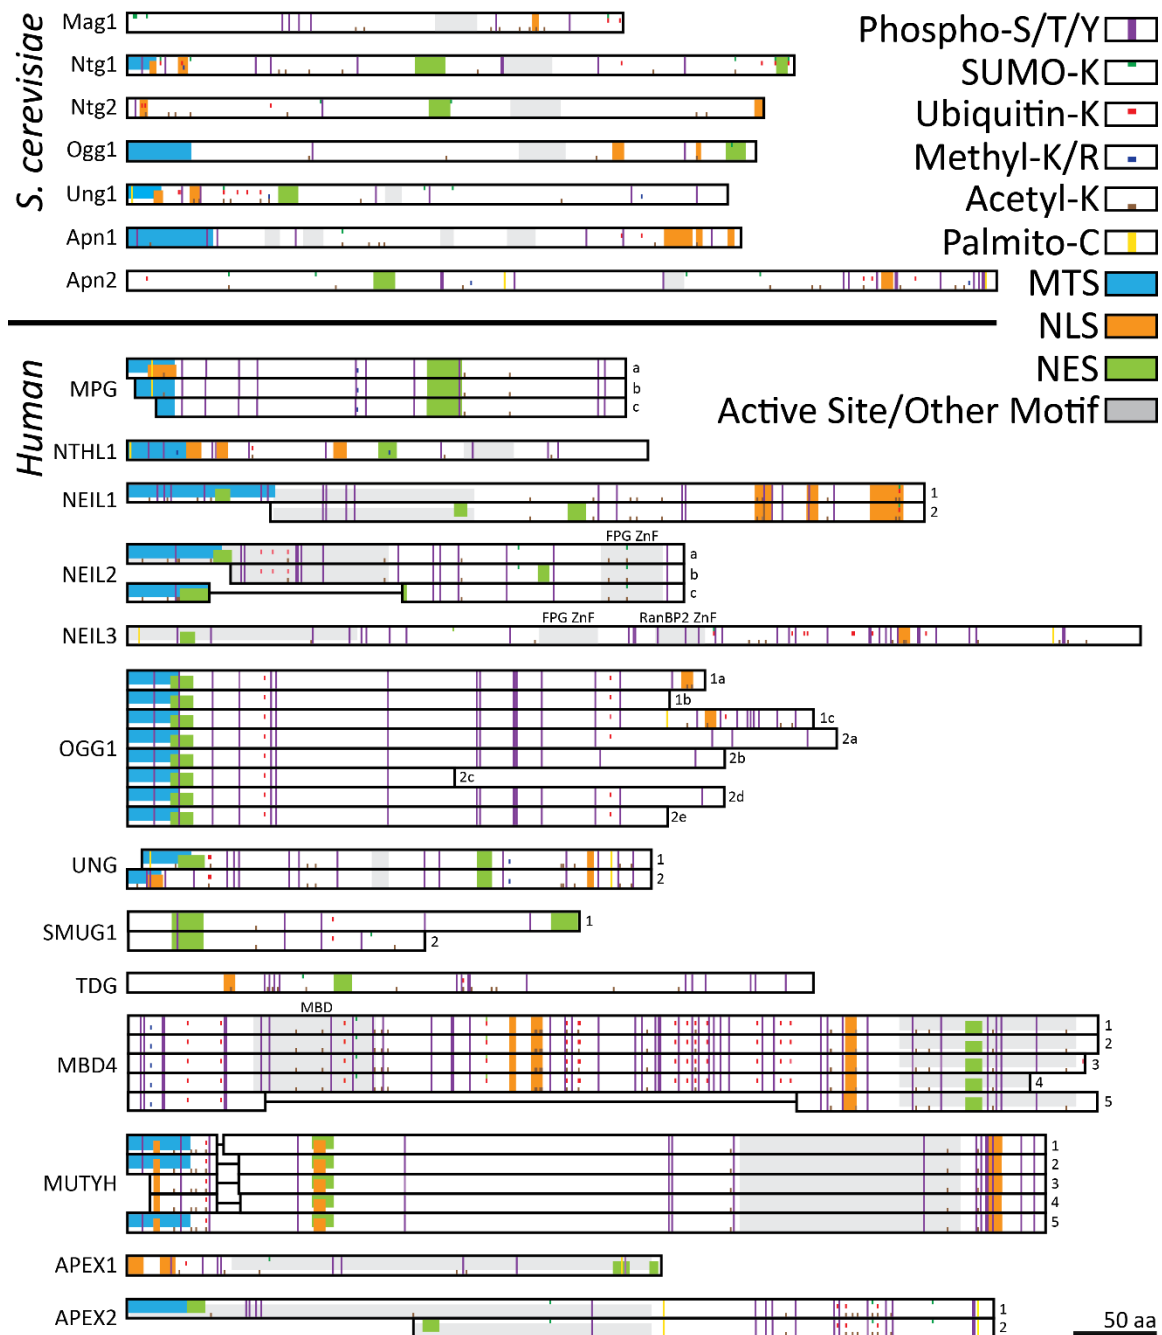 S. cerevisiae
Mag1
Ntg1
Ntg2
Ogg1
Ung1
Apn1
Apn2
Phospho-S/T/Y
SUMO-K
Ubiquitin-K
Methyl-K/R
Acetyl-K
Palmito-C
MTS
NLS
NES
Active Site/Other Motif
Human
MPG
a
b
c
NTHL1
NEIL1
1
2
FPG ZnF
NEIL2
a
b
c
FPG ZnF RanBP2 ZnF
NEIL3
OGG1
1a
1b
1c
2a
2b
2c
2d
2e
UNG
1
2
SMUG1
1
2
TDG
MBD
MBD4
1
2
3
4
5
MUTYH
1
2
3
4
5
APEX1
APEX2
1
2
50 aa